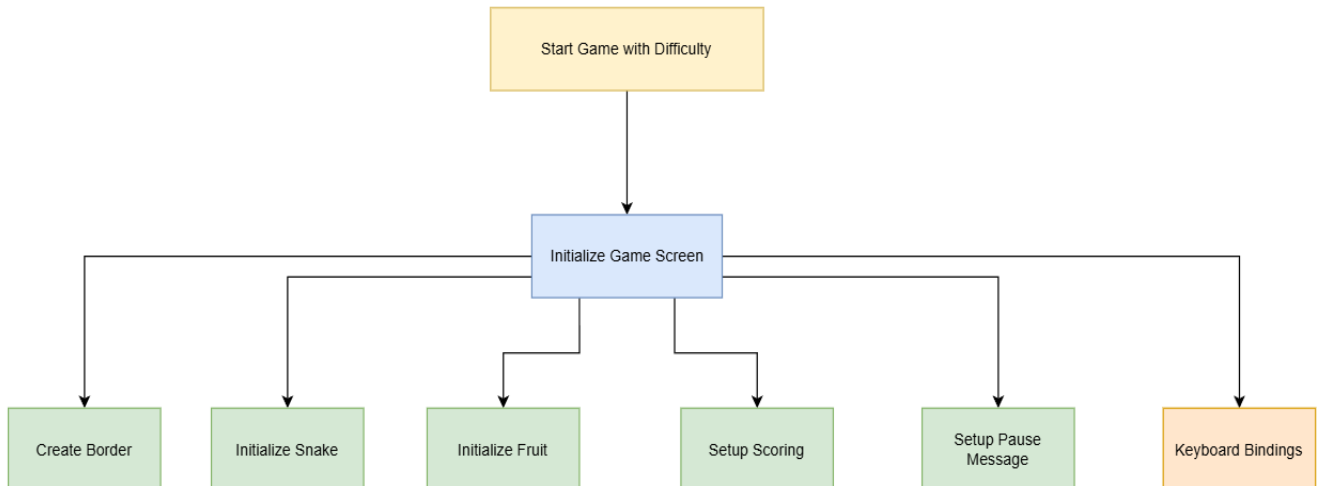 Start Game with Difficulty
Initialize Game Screen
Create Border
Initialize Snake
Initialize Fruit
Setup Scoring
Setup Pause
Message
Keyboard Bindings